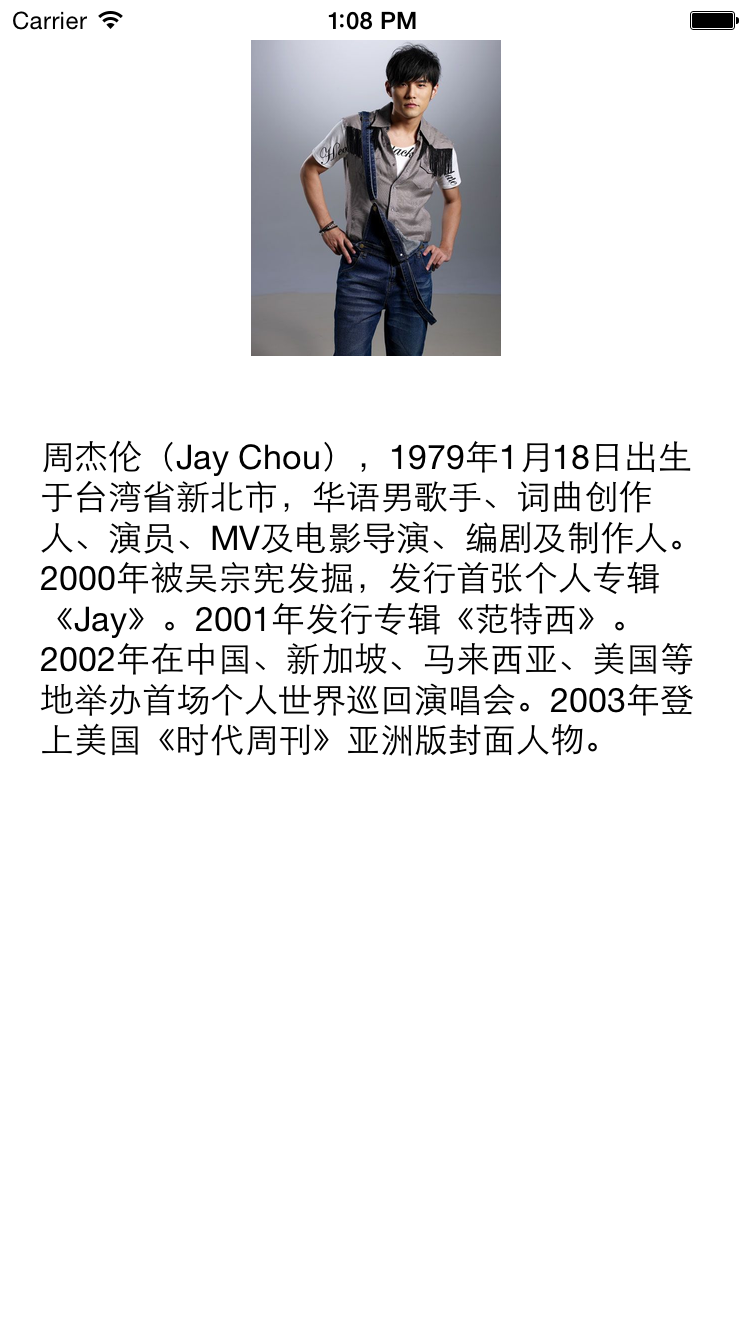 Carrier 1:08 PM
周杰伦（Jay Chou），1979年1月18日出生
于台湾省新北市，华语男歌手、词曲创作
人、演员、MV及电影导演、编剧及制作人。
2000年被吴宗宪发掘，发行首张个人专辑
《Jay》。2001年发行专辑《范特西》。
2002年在中国、新加坡、马来西亚、美国等
地举办首场个人世界巡回演唱会。2003年登
上美国《时代周刊》亚洲版封面人物。